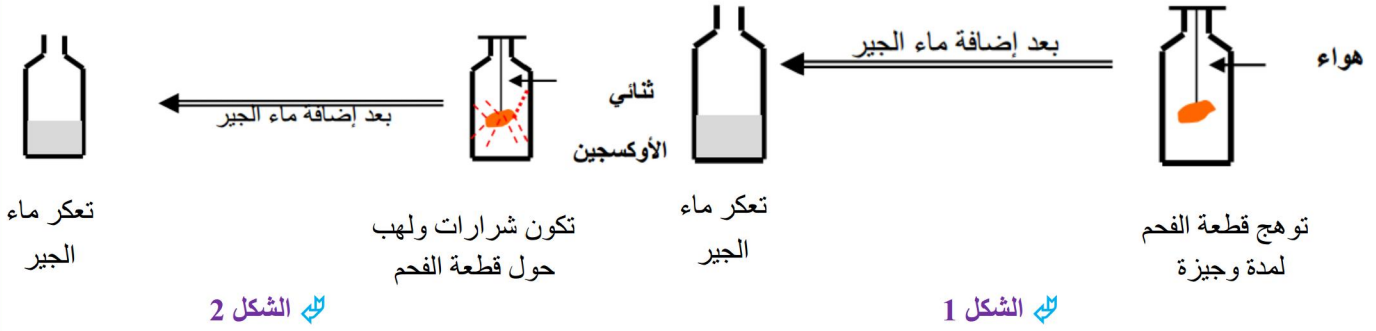 هواء
بعد إضافة ماء الجير
توهج قطعة الفحم
لمدة وجيزة
تعكر ماء
الجير
الشكل 1
ثنائي
الأوكسجين
بعد إضافة ماء الجير
تكون شرارات ولهب
حول قطعة الفحم
تعكر ماء
الجير
الشكل 2